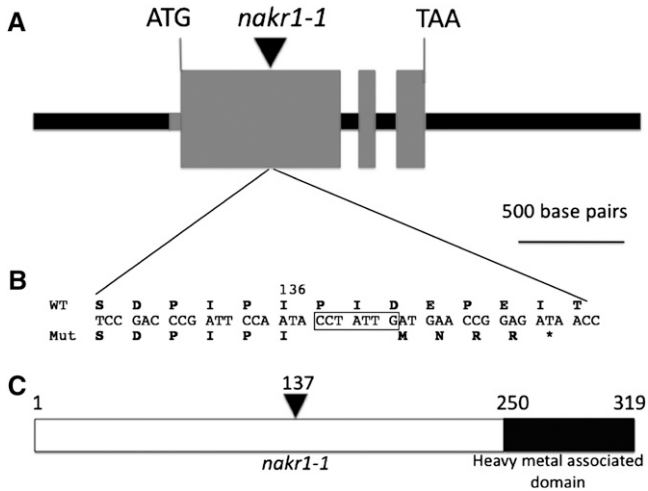 A
ATG nakr1-1 TAA
500 base pairs
B
136
WT S D P I P I P I D E P E I T
TCC GAC CCG ATT CCA ATA CCT ATT GAT GAA CCG GAG ATA ACC
Mut S D P I P I M N R R *
C
137
1 250 319
nakr1-1 Heavy metal associated
domain